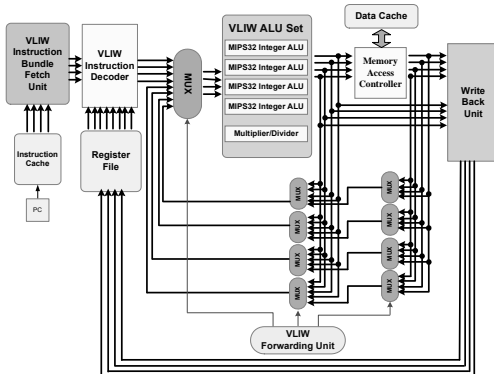 VLIW
Instruction
Bundle
Fetch
Unit
VLIW
Instruction
Decoder
MUX
VLIW ALU Set
MIPS32 Integer ALU
MIPS32 Integer ALU
MIPS32 Integer ALU
MIPS32 Integer ALU
Multiplier/Divider
Data Cache
Memory
Access
Controller
Write
Back
Unit
Instruction
Cache
Register
File
PC
MUX
MUX
MUX
MUX
MUX
MUX
MUX
MUX
VLIW
Forwarding Unit